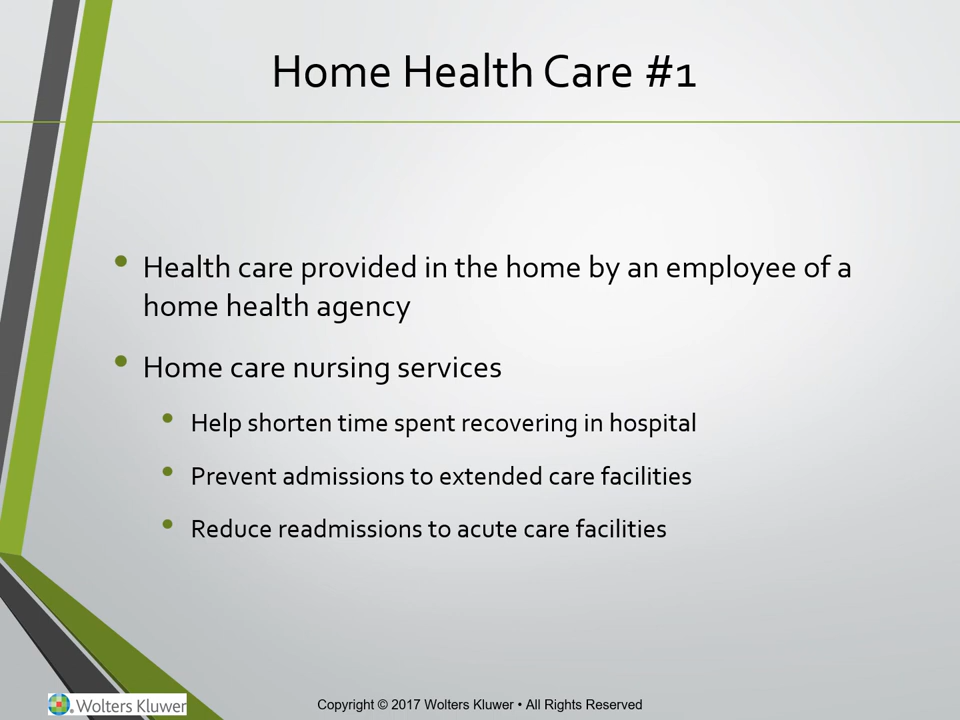 Home Health Care #1
• Health care provided in the home by an employee of a
home health agency
• Home care nursing services
• Help shorten time spent recovering in hospital
• Prevent admissions to extended care facilities
• Reduce readmissions to acute care facilities
Wolters Kluwer
Copyright © 2017 Wolters Kluwer • All Rights Reserved